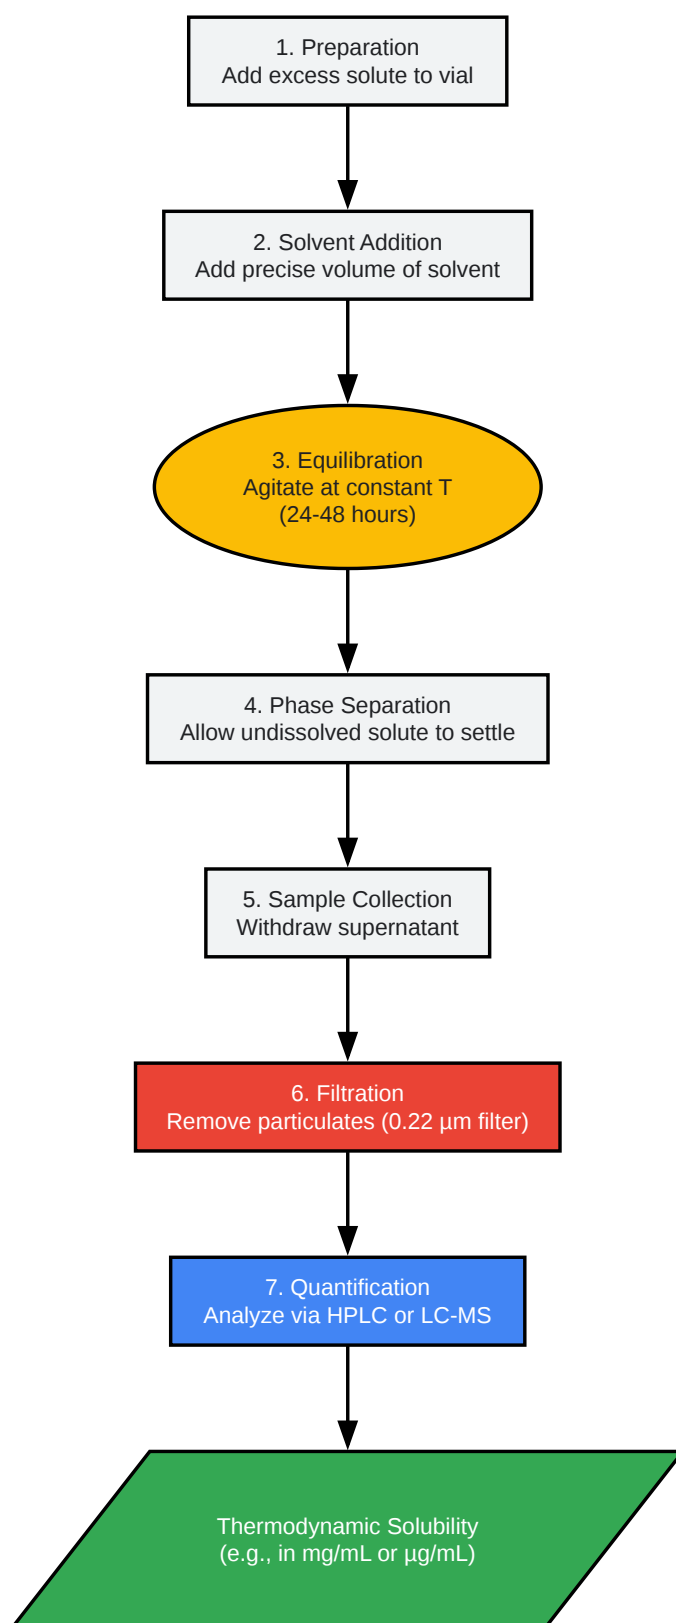 1. Preparation
Add excess solute to vial
2. Solvent Addition
Add precise volume of solvent
3. Equilibration
Agitate at constant T
(24-48 hours)
4. Phase Separation
Allow undissolved solute to settle
5. Sample Collection
Withdraw supernatant
6. Filtration
Remove particulates (0.22 µm filter)
7. Quantification
Analyze via HPLC or LC-MS
Thermodynamic Solubility
(e.g., in mg/mL or µg/mL)